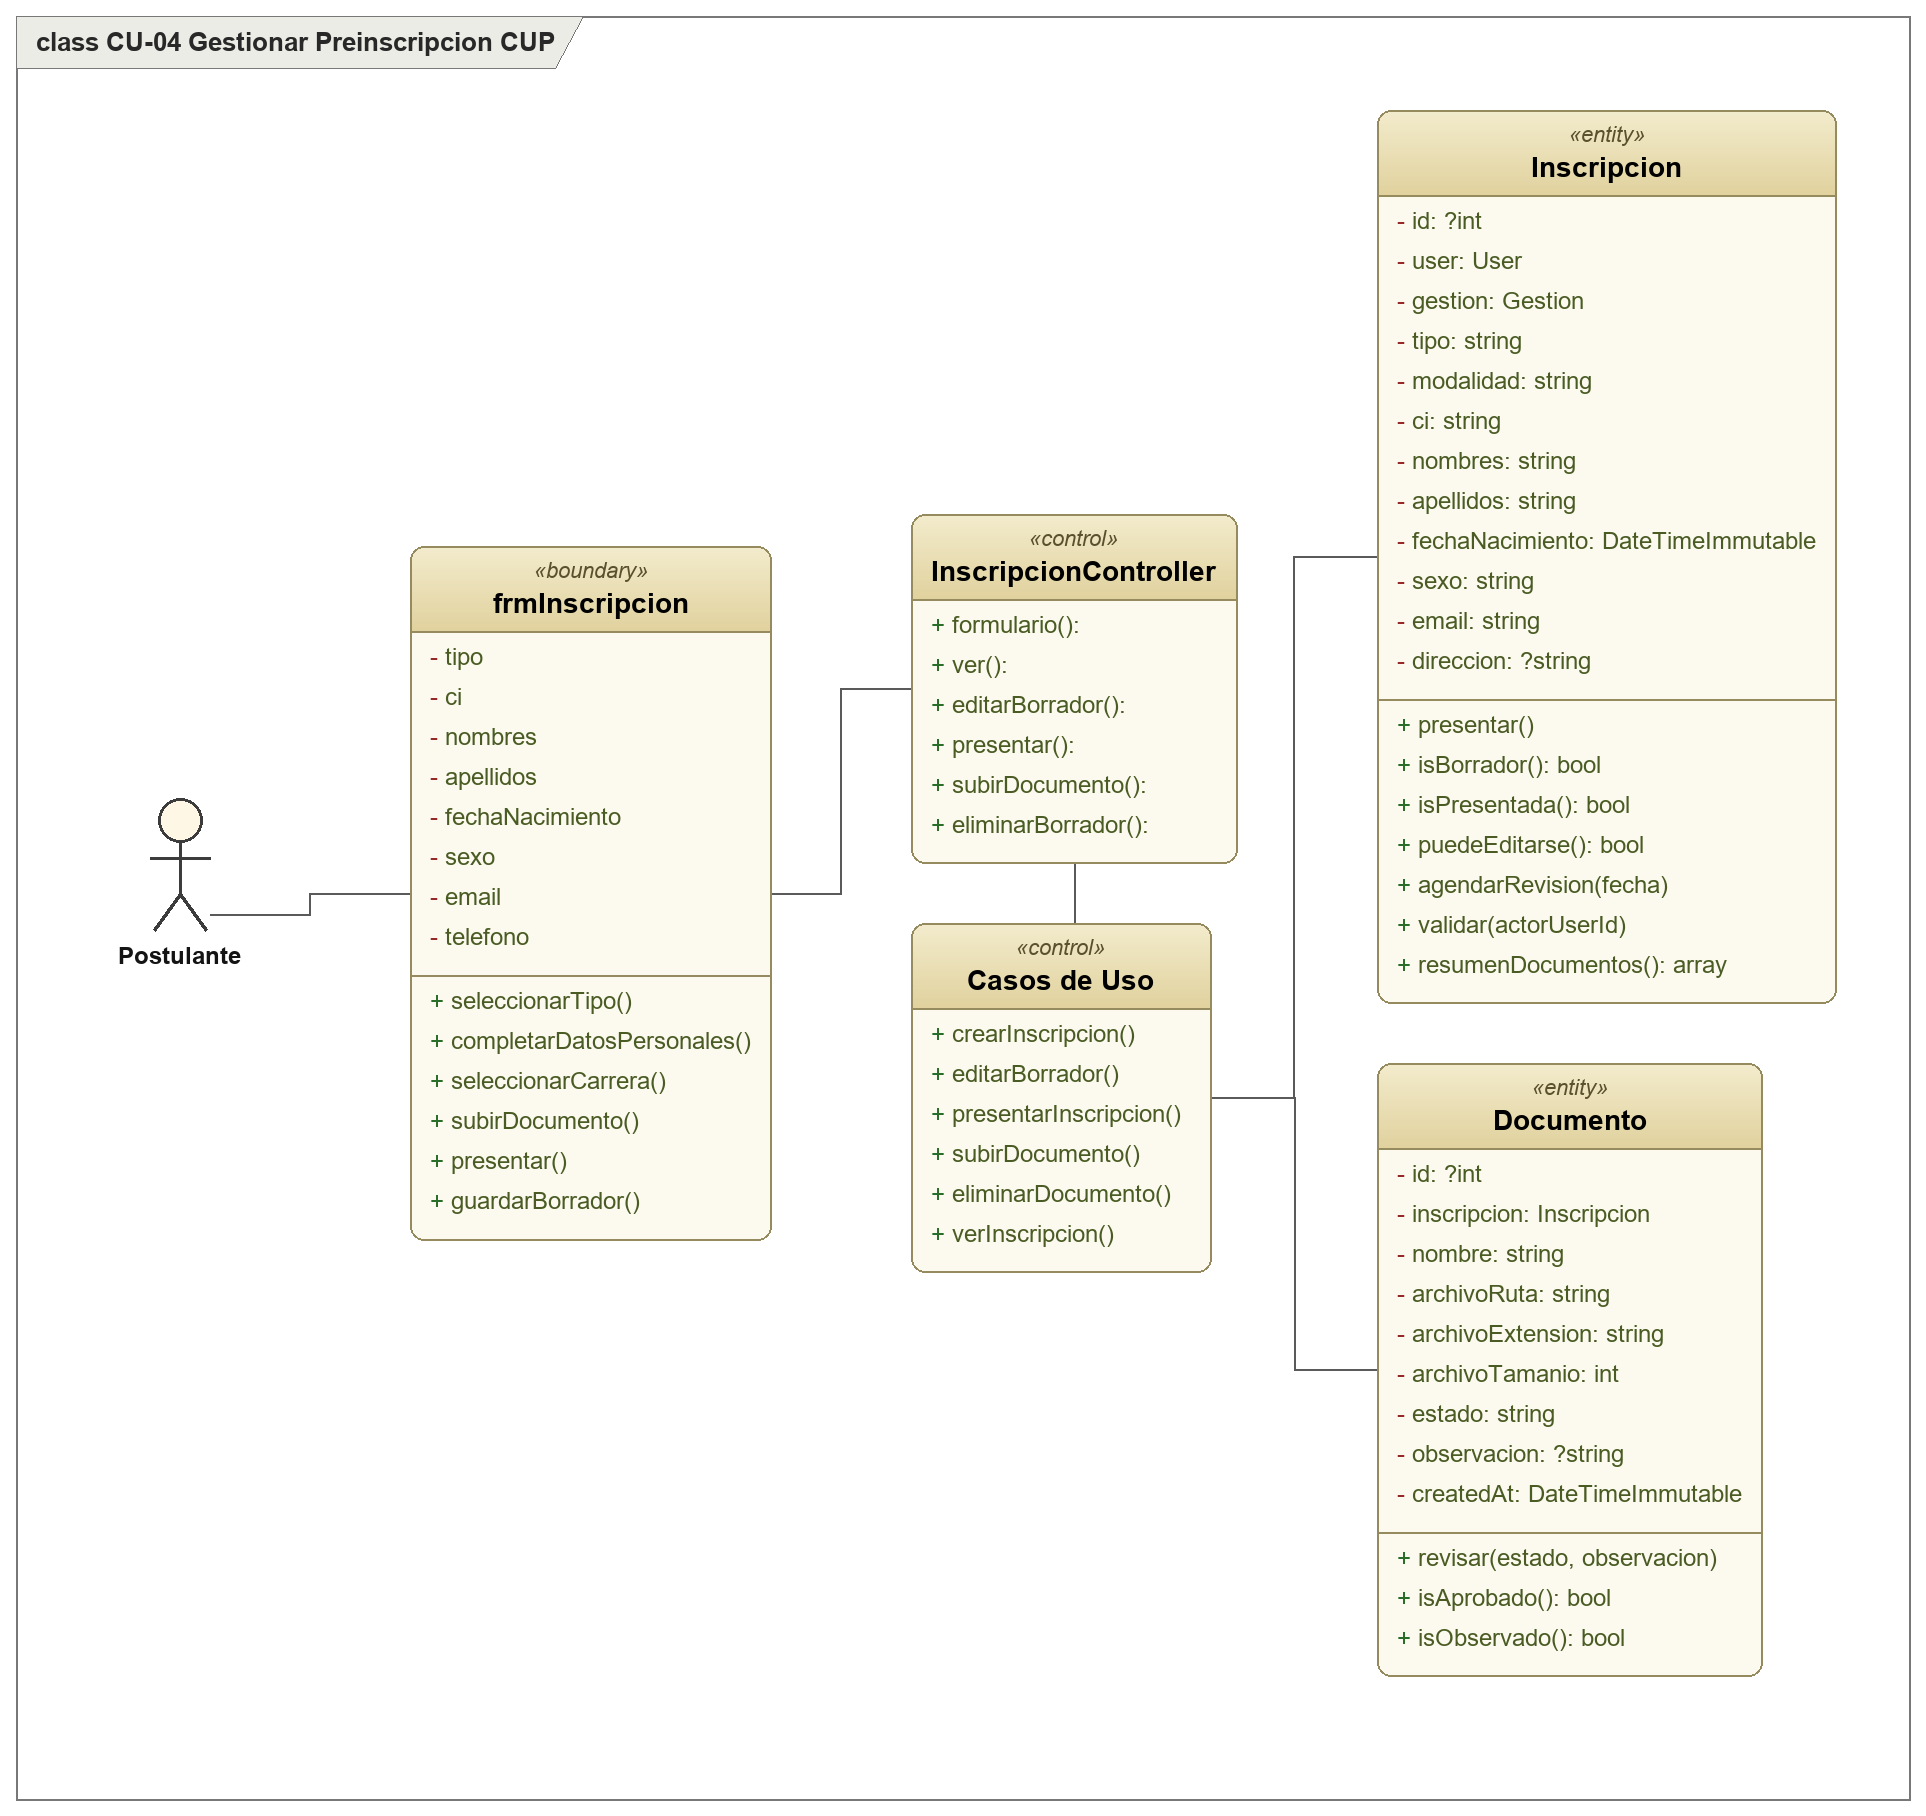 class CU-04 Gestionar Preinscripcion CUP
Postulante
«boundary»
frmInscripcion
- tipo
- ci
- nombres
- apellidos
- fechaNacimiento
- sexo
- email
- telefono
+ seleccionarTipo()
+ completarDatosPersonales()
+ seleccionarCarrera()
+ subirDocumento()
+ presentar()
+ guardarBorrador()
«control»
InscripcionController
+ formulario():
+ ver():
+ editarBorrador():
+ presentar():
+ subirDocumento():
+ eliminarBorrador():
«control»
Casos de Uso
+ crearInscripcion()
+ editarBorrador()
+ presentarInscripcion()
+ subirDocumento()
+ eliminarDocumento()
+ verInscripcion()
«entity»
Inscripcion
- id: ?int
- user: User
- gestion: Gestion
- tipo: string
- modalidad: string
- ci: string
- nombres: string
- apellidos: string
- fechaNacimiento: DateTimeImmutable
- sexo: string
- email: string
- direccion: ?string
+ presentar()
+ isBorrador(): bool
+ isPresentada(): bool
+ puedeEditarse(): bool
+ agendarRevision(fecha)
+ validar(actorUserId)
+ resumenDocumentos(): array
«entity»
Documento
- id: ?int
- inscripcion: Inscripcion
- nombre: string
- archivoRuta: string
- archivoExtension: string
- archivoTamanio: int
- estado: string
- observacion: ?string
- createdAt: DateTimeImmutable
+ revisar(estado, observacion)
+ isAprobado(): bool
+ isObservado(): bool